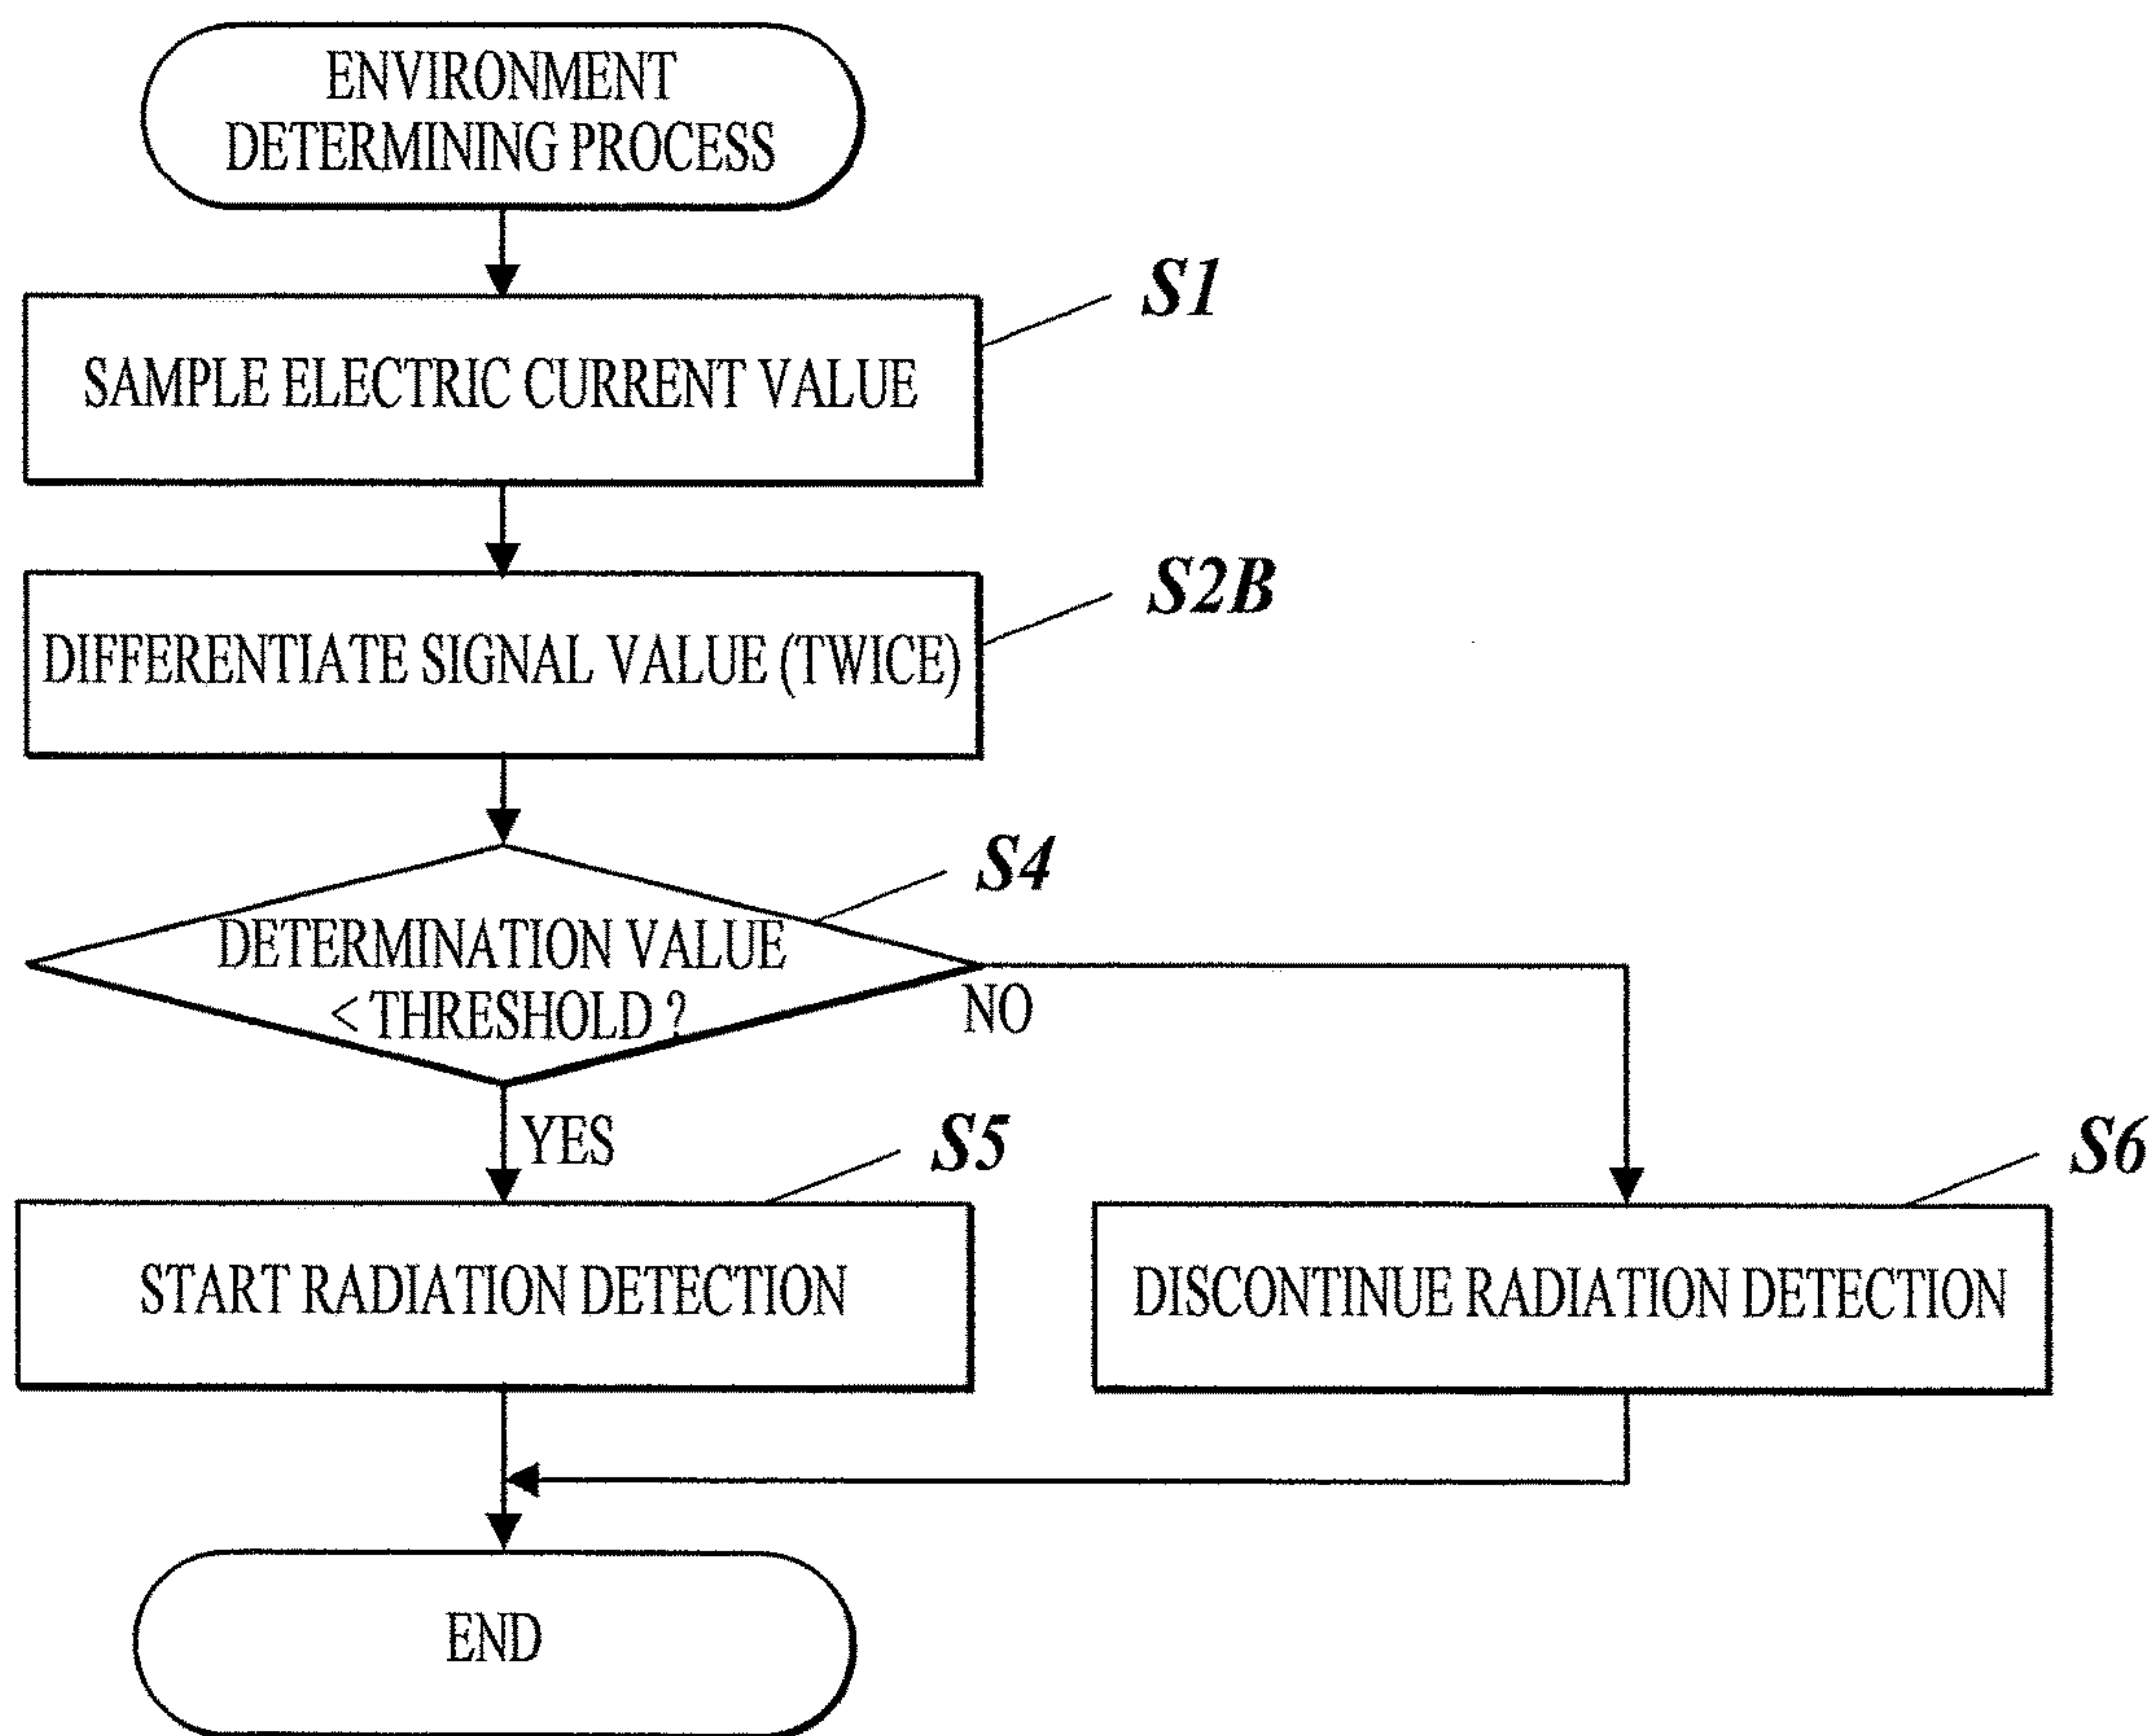 ENVIRONMENT
DETERMINING PROCESS
S1
SAMPLE ELECTRIC CURRENT VALUE
S2B
DIFFERENTIATE SIGNAL VALUE (TWICE)
S4
DETERMINATION VALUE
< THRESHOLD ?
NO
YES
S5
S6
START RADIATION DETECTION
DISCONTINUE RADIATION DETECTION
END